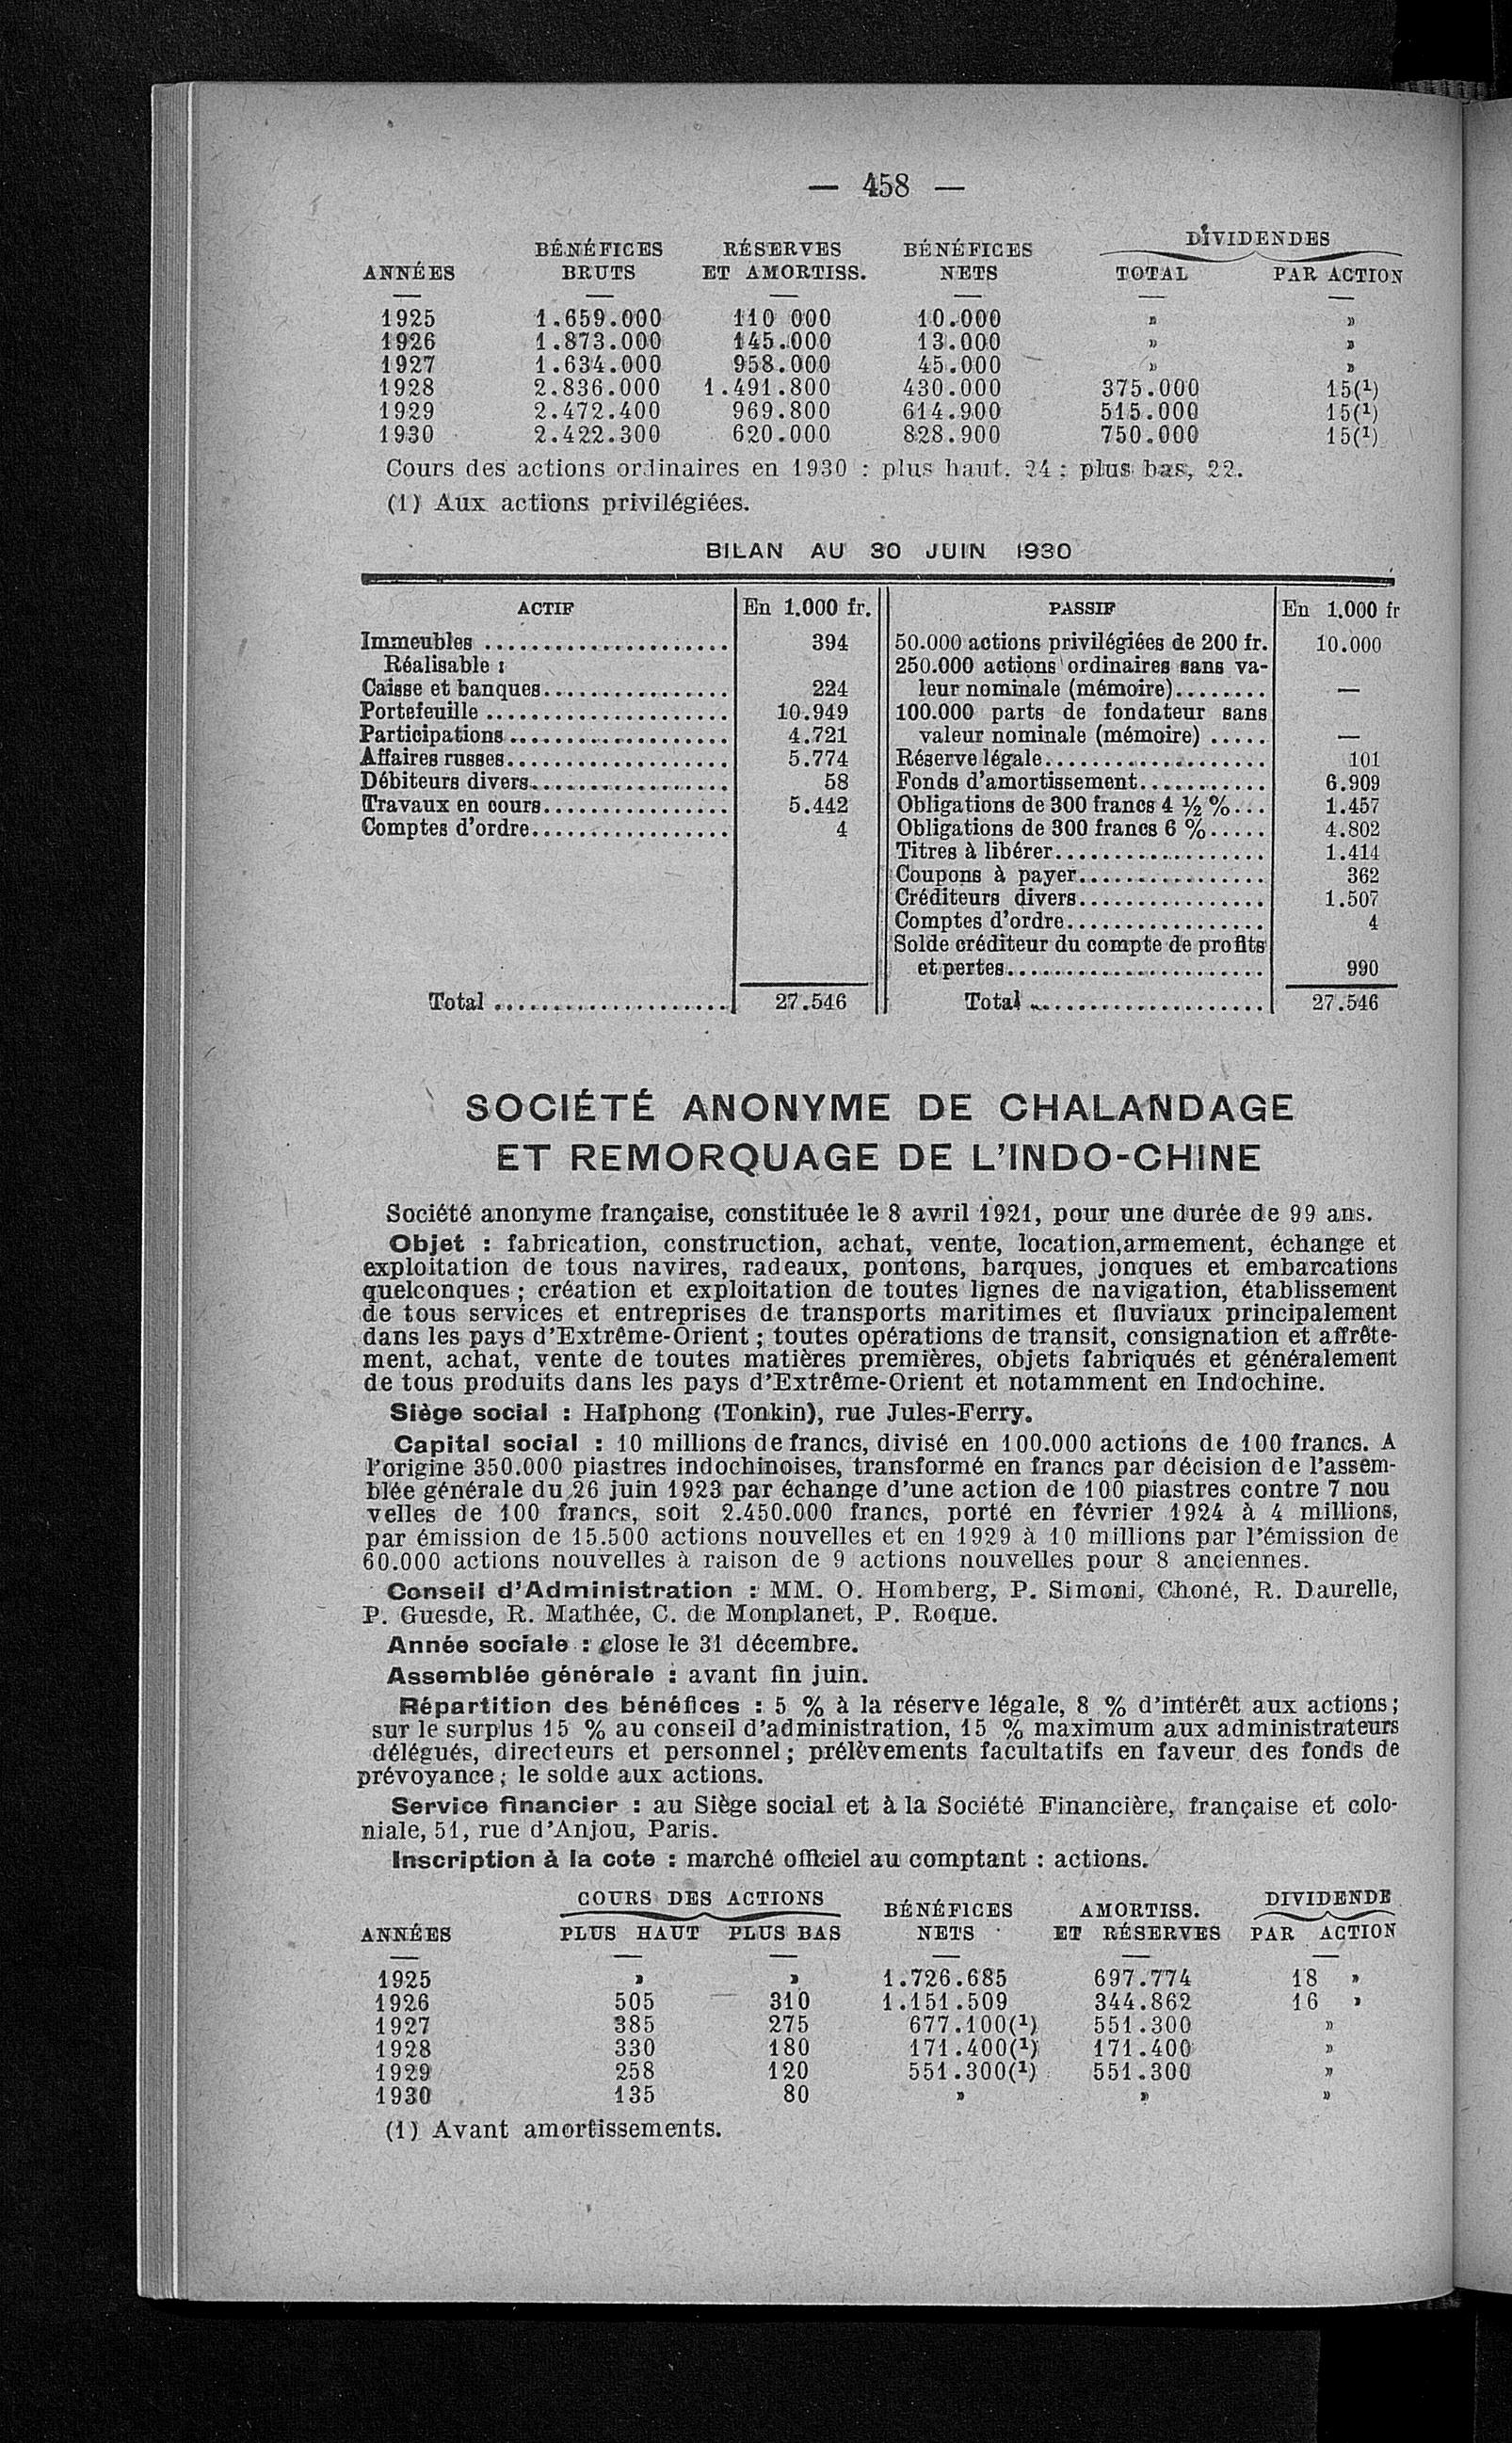 — 458 —
ANNÉES BÉNÉFICES BRUTS RÉSERVES ET AMORTISS. BÉNÉFICES NETS DIVIDENDES TOTAL PAR ACTION
1925 1.659.000 110 000 10.000 » »
1926 1.873.000 145.000 13.000 » »
1927 1.634.000 958.000 45.000 » »
1928 2.836.000 1.491.800 430.000 375.000 15(1)
1929 2.472.400 969.800 614.900 515.000 15(1)
1930 2.422.300 620.000 828.900 750.000 15(1)
Cours des actions ordinaires en 1930 : plus haut. 24 ; plus bas, 22.
(1) Aux actions privilégiées.
BILAN AU 30 JUIN 1930
ACTIF En 1.000 fr.
Immeubles ..................... 394
Réalisable :
Caisse et banques................ 224
Portefeuille ..................... 10.949
Participations ................... 4.721
Affaires russes................... 5.774
Débiteurs divers................. 58
Travaux en cours................ 5.442
Comptes d'ordre................. 4
Total .................... 27.546
PASSIF En 1.000 fr
50.000 actions privilégiées de 200 fr. 10.000
250.000 actions ordinaires sans va-
leur nominale (mémoire)........ —
100.000 parts de fondateur sans
valeur nominale (mémoire) ..... —
Réserve légale................... 101
Fonds d'amortissement........... 6.909
Obligations de 300 francs 4 ½ %... 1.457
Obligations de 300 francs 6 %..... 4.802
Titres à libérer.................. 1.414
Coupons à payer................ 362
Créditeurs divers................ 1.507
Comptes d'ordre................. 4
Solde créditeur du compte de profits
et pertes...................... 990
Total .................... 27.546
SOCIÉTÉ ANONYME DE CHALANDAGE
ET REMORQUAGE DE L'INDO-CHINE
Société anonyme française, constituée le 8 avril 1921, pour une durée de 99 ans.
Objet : fabrication, construction, achat, vente, location,armement, échange et
exploitation de tous navires, radeaux, pontons, barques, jonques et embarcations
quelconques ; création et exploitation de toutes lignes de navigation, établissement
de tous services et entreprises de transports maritimes et fluviaux principalement
dans les pays d'Extrême-Orient ; toutes opérations de transit, consignation et affrète-
ment, achat, vente de toutes matières premières, objets fabriqués et généralement
de tous produits dans les pays d'Extrême-Orient et notamment en Indochine.
Siège social : Haïphong (Tonkin), rue Jules-Ferry.
Capital social : 10 millions de francs, divisé en 100.000 actions de 100 francs. A
l'origine 350.000 piastres indochinoises, transformé en francs par décision de l'assem-
blée générale du 26 juin 1923 par échange d'une action de 100 piastres contre 7 nou
velles de 100 francs, soit 2.450.000 francs, porté en février 1924 à 4 millions,
par émission de 15.500 actions nouvelles et en 1929 à 10 millions par l'émission de
60.000 actions nouvelles à raison de 9 actions nouvelles pour 8 anciennes.
Conseil d'Administration : MM. O. Homberg, P. Simoni, Choné, R. Daurelle,
P. Guesde, R. Mathée, C. de Monplanet, P. Roque.
Année sociale : close le 31 décembre.
Assemblée générale : avant fin juin.
Répartition des bénéfices : 5 % à la réserve légale, 8 % d'intérêt aux actions;
sur le surplus 15 % au conseil d'administration, 15 % maximum aux administrateurs
délégués, directeurs et personnel ; prélèvements facultatifs en faveur des fonds de
prévoyance ; le solde aux actions.
Service financier : au Siège social et à la Société Financière, française et colo-
niale, 51, rue d'Anjou, Paris.
Inscription à la cote : marché officiel au comptant : actions.
ANNÉES COURS DES ACTIONS PLUS HAUT PLUS BAS BÉNÉFICES NETS AMORTISS. ET RÉSERVES DIVIDENDE PAR ACTION
1925 » » 1.726.685 697.774 18 »
1926 505 310 1.151.509 344.862 16 »
1927 385 275 677.100(1) 551.300 »
1928 330 180 171.400(1) 171.400 »
1929 258 120 551.300(1) 551.300 »
1930 135 80 » » »
(1) Avant amortissements.